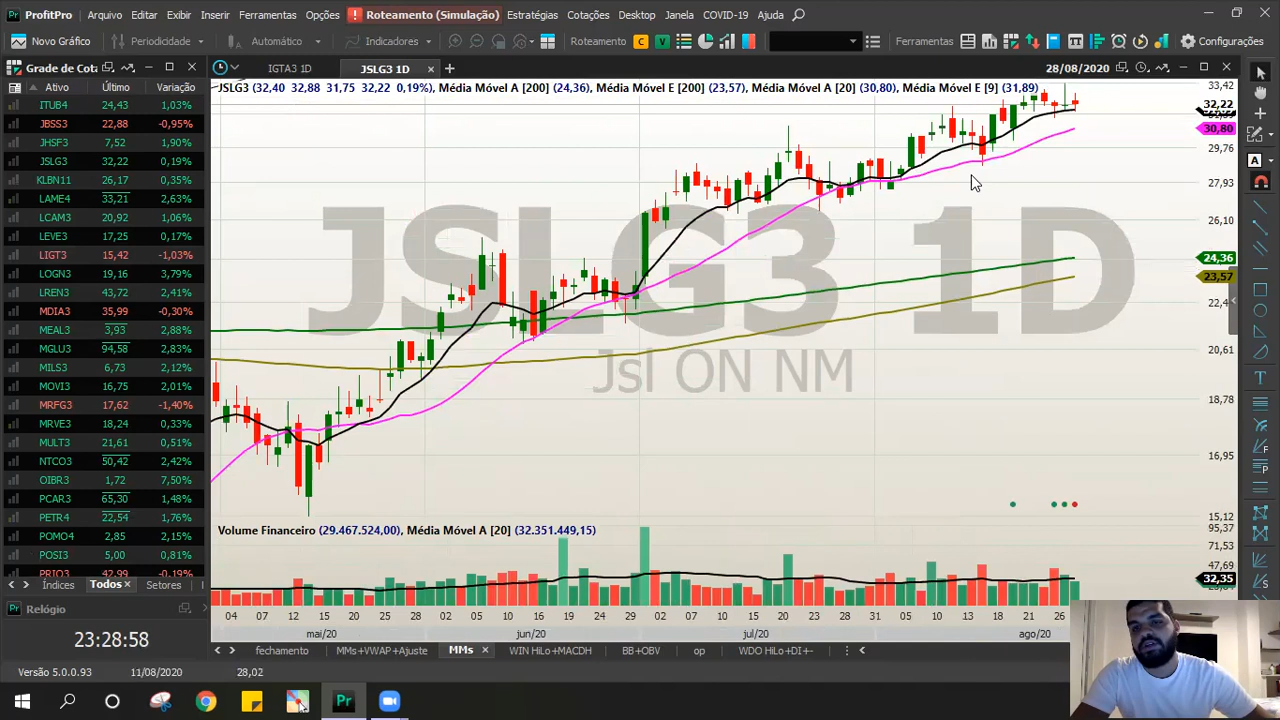 ProfitPro Arquivo Editar Exibir Inserir Ferramentas Opções Roteamento (Simulação) Estratégias Cotações Desktop Janela COVID-19 Ajuda
Novo Gráfico Periodicidade Automático Indicadores Roteamento C V Ferramentas Configurações
Grade de Cota IGTA3 1D JSLG3 1D 28/08/2020
Ativo Último Variação
JSLG3 (32,40 32,88 31,75 32,22 0,19%), Média Móvel A [200] (24,36), Média Móvel E [200] (23,57), Média Móvel A [20] (30,80), Média Móvel E [9] (31,89)
ITUB4 24,43 1,03%
JBSS3 22,88 -0,95%
JHSF3 7,52 1,90%
JSLG3 32,22 0,19%
KLBN11 26,17 0,35%
LAME4 33,21 2,63%
LCAM3 20,92 1,06%
LEVE3 17,25 0,17%
LIGT3 15,42 -1,03%
LOGN3 19,16 3,79%
LREN3 43,72 2,41%
MDIA3 35,99 -0,30%
MEAL3 3,93 2,88%
MGLU3 94,58 2,83%
MILS3 6,73 2,12%
MOVI3 16,75 2,01%
MRFG3 17,62 -1,40%
MRVE3 18,24 0,33%
MULT3 21,61 0,51%
NTCO3 50,42 2,42%
OIBR3 1,72 7,50%
PCAR3 65,30 1,48%
PETR4 22,54 1,76%
POMO4 2,85 2,15%
POSI3 5,00 0,81%
PRIO3 42,99 -0,19%
Índices Todos Setores
JSLG3 1D
Jsl ON NM
33,42
32,22
30,80
29,76
27,93
26,10
24,36
23,57
22,4
20,61
18,78
16,95
15,12
Volume Financeiro (29.467.524,00), Média Móvel A [20] (32.351.449,15)
95,37
71,53
47,69
32,35
04 07 12 15 20 25 28 02 05 10 16 19 24 29 02 07 10 15 20 23 28 31 05 10 13 18 21 26
mai/20 jun/20 jul/20 ago/20
Relógio
23:28:58
fechamento MMs+VWAP+Ajuste MMs WIN HiLo+MACDH BB+OBV op WDO HiLo+DI+-
Versão 5.0.0.93 11/08/2020 28,02